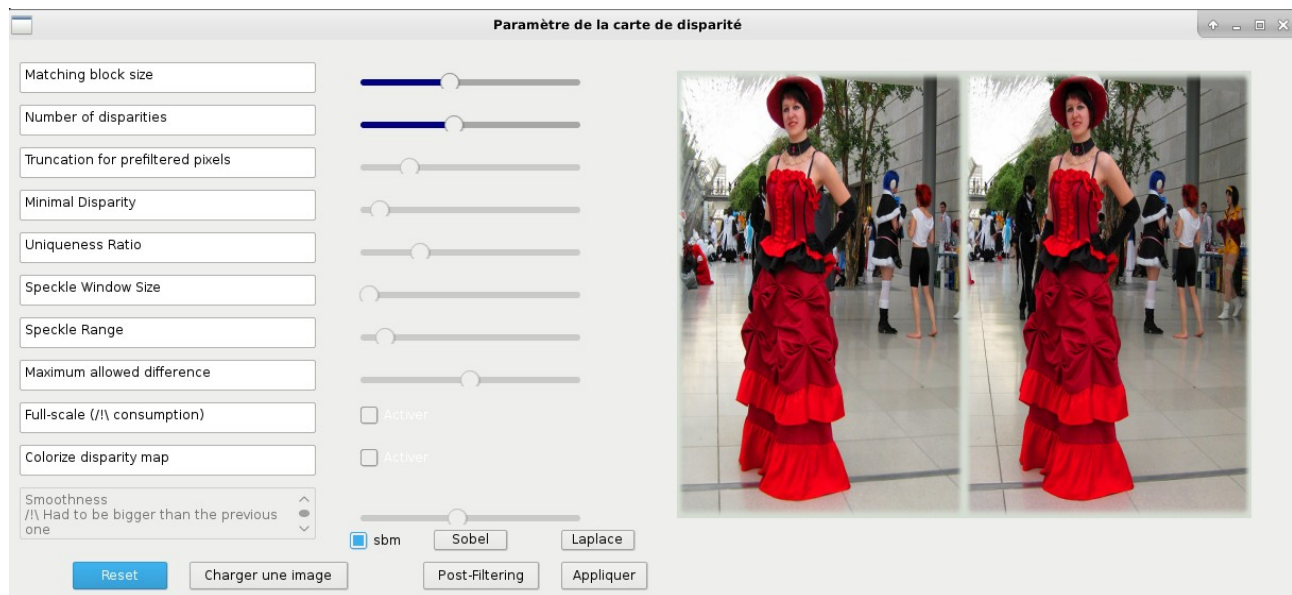 Paramètre de la carte de disparité
Matching block size
Number of disparities
Truncation for prefiltered pixels
Minimal Disparity
Uniqueness Ratio
Speckle Window Size
Speckle Range
Maximum allowed difference
Full-scale (/!\ consumption)
Activer
Colorize disparity map
Activer
Smoothness
/!\ Had to be bigger than the previous
one
sbm
Sobel
Laplace
Reset
Charger une image
Post-Filtering
Appliquer